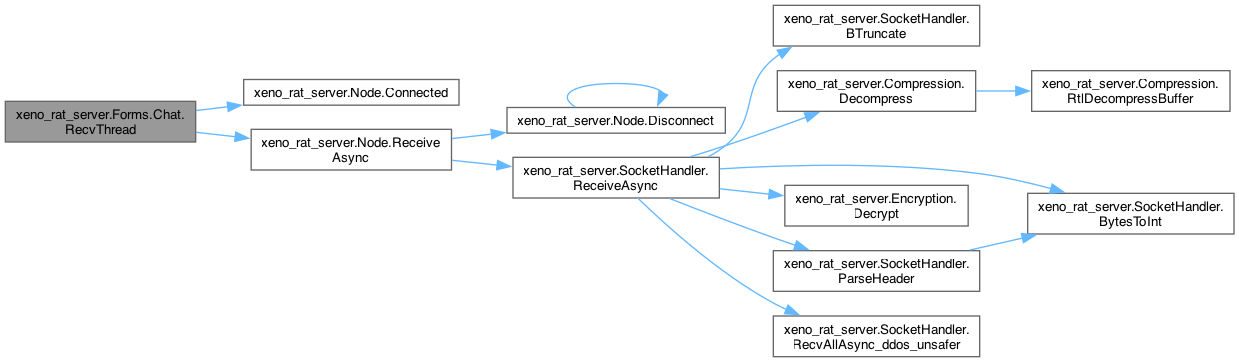 xeno_rat_server.Forms.Chat.
RecvThread
xeno_rat_server.Node.Connected
xeno_rat_server.Node.Receive
Async
xeno_rat_server.Node.Disconnect
xeno_rat_server.SocketHandler.
ReceiveAsync
xeno_rat_server.SocketHandler.
BTruncate
xeno_rat_server.Compression.
Decompress
xeno_rat_server.Encryption.
Decrypt
xeno_rat_server.SocketHandler.
ParseHeader
xeno_rat_server.SocketHandler.
RecvAllAsync_ddos_unsafer
xeno_rat_server.Compression.
RtlDecompressBuffer
xeno_rat_server.SocketHandler.
BytesToInt